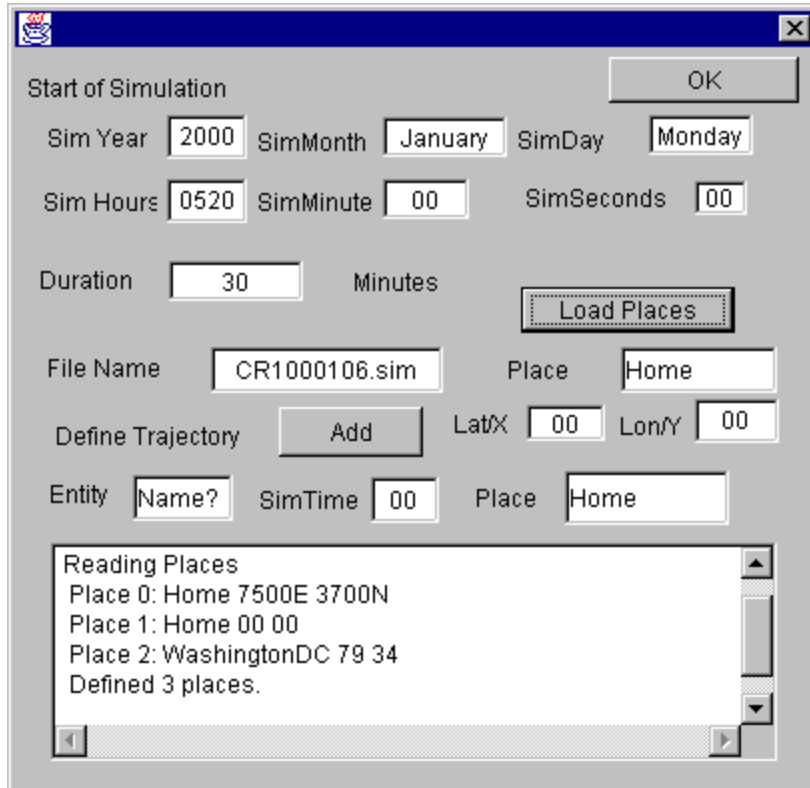 OK
Start of Simulation
Sim Year 2000 SimMonth January SimDay Monday
Sim Hours 0520 SimMinute 00 SimSeconds 00
Duration 30 Minutes
Load Places
File Name CR1000106.sim Place Home
Define Trajectory Add Lat/X 00 Lon/Y 00
Entity Name? SimTime 00 Place Home
Reading Places
Place 0: Home 7500E 3700N
Place 1: Home 00 00
Place 2: WashingtonDC 79 34
Defined 3 places.